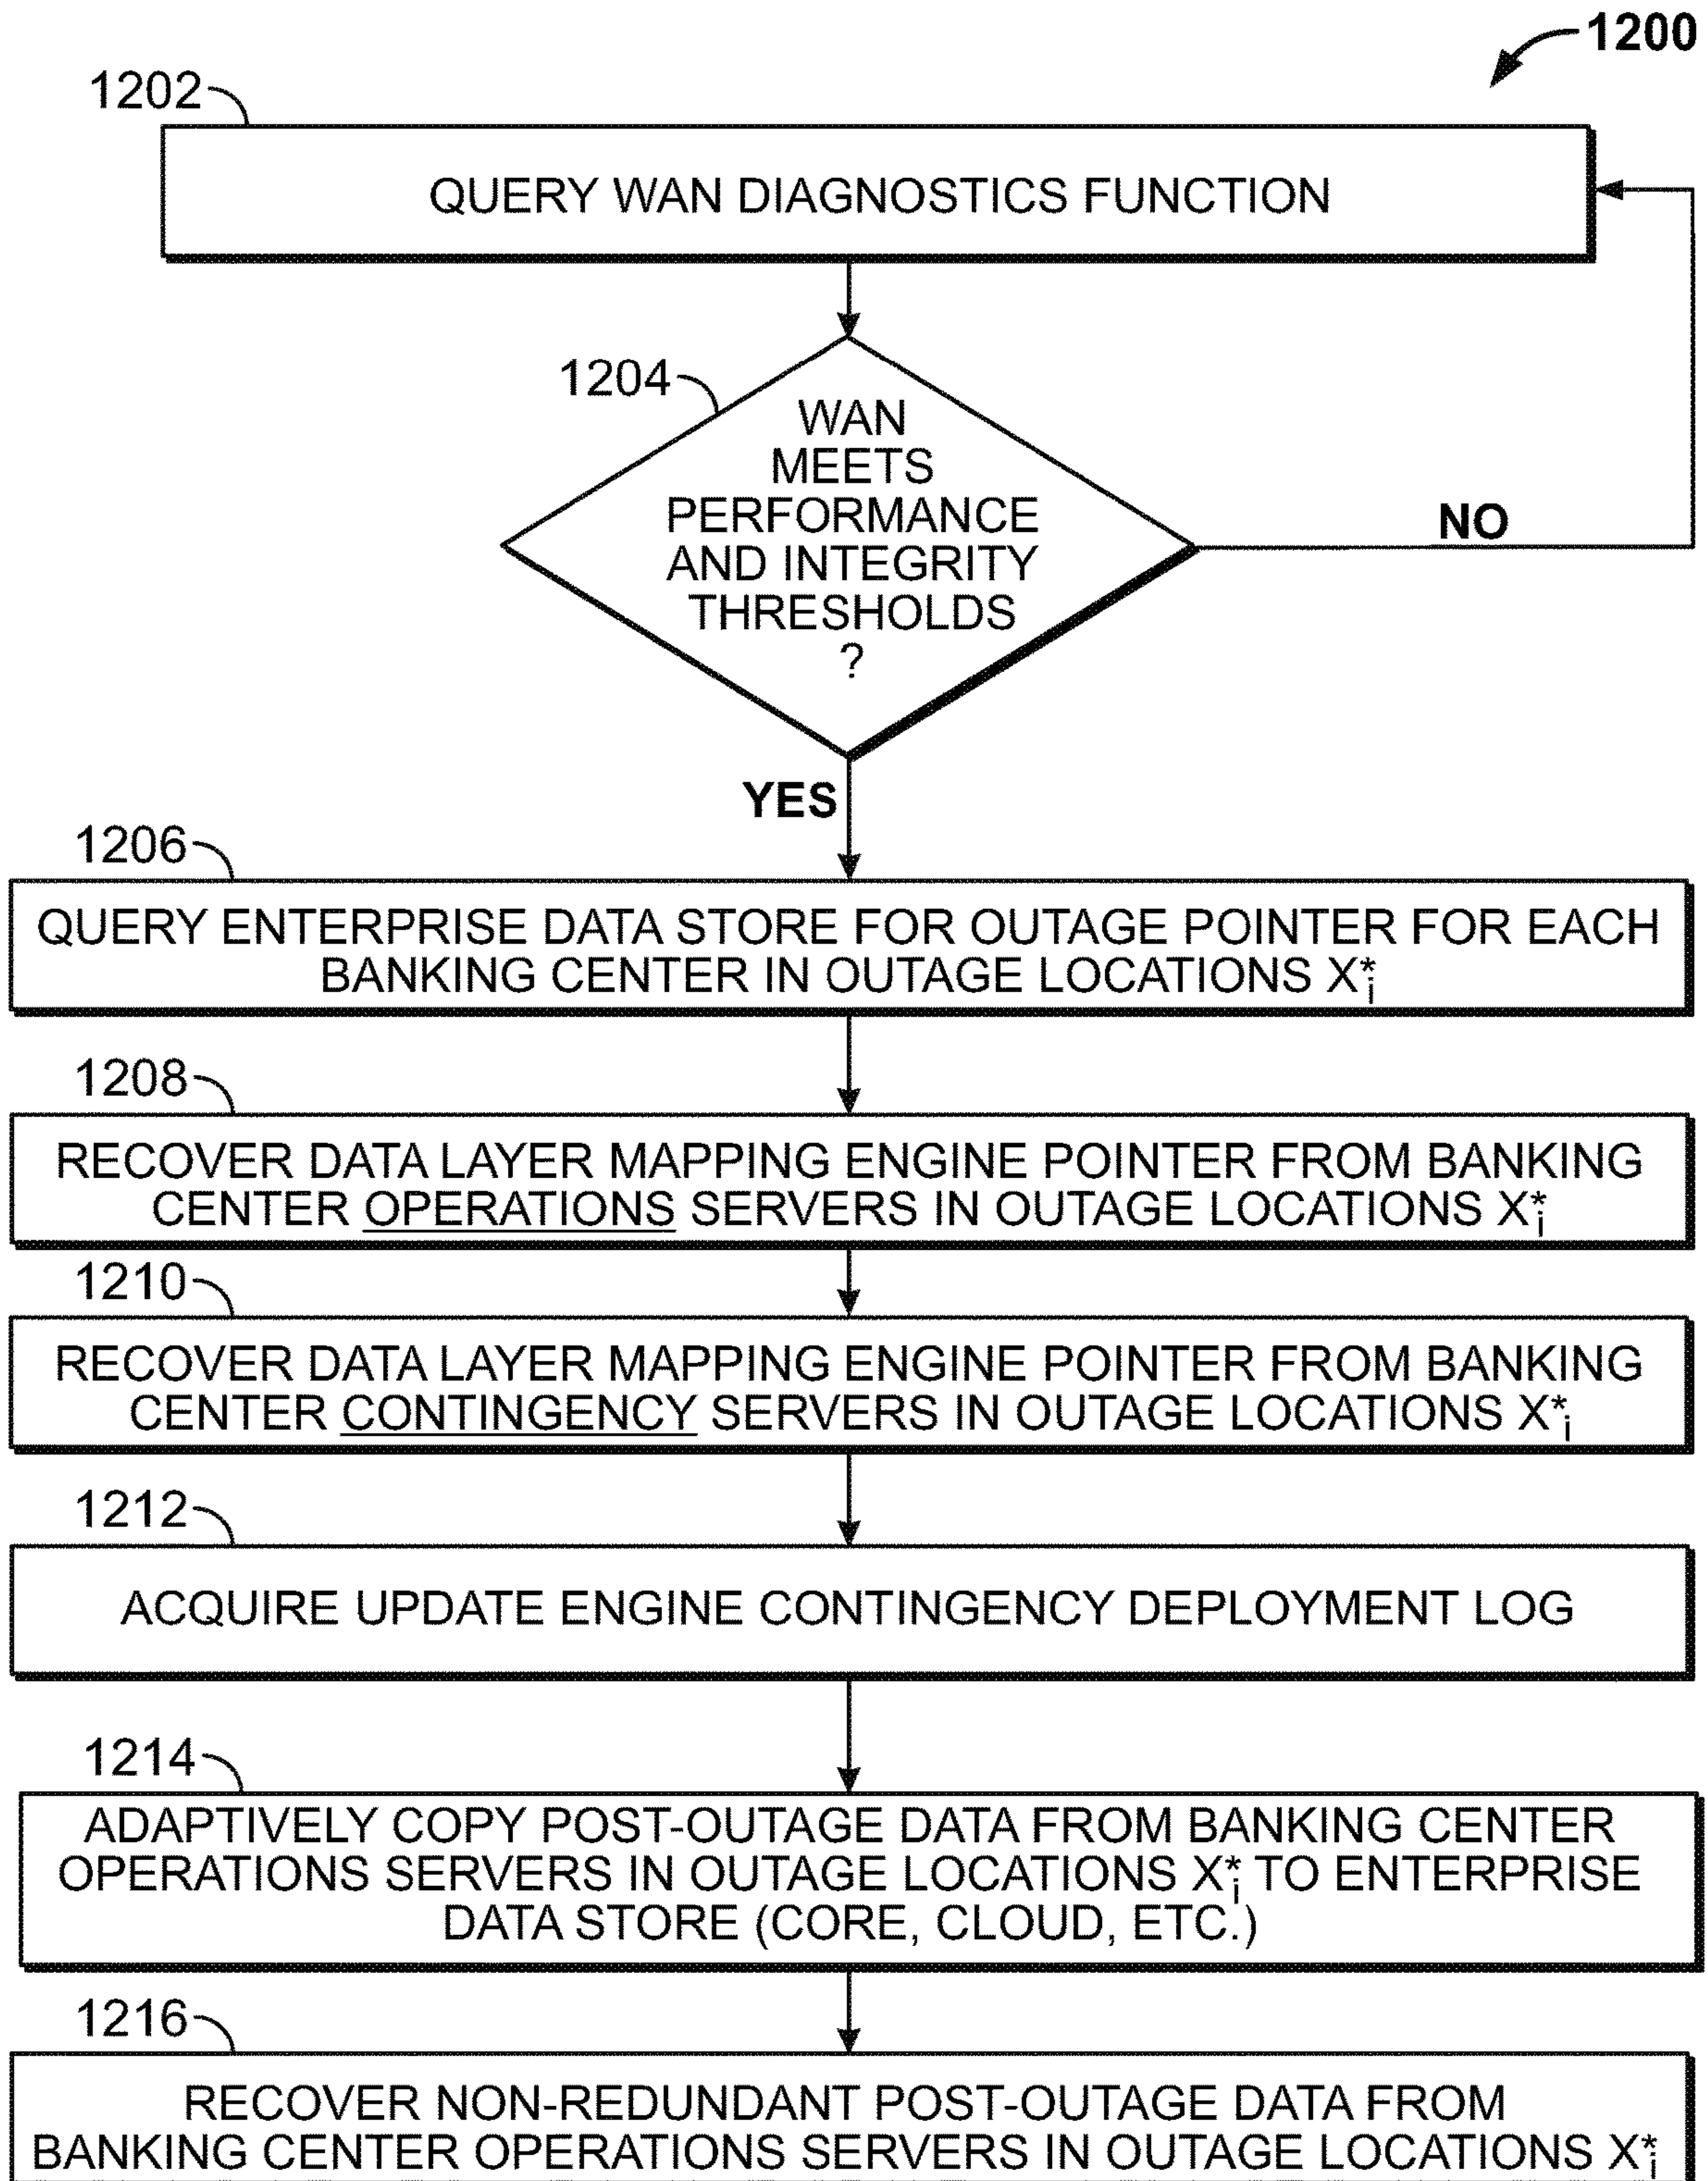 1200
1202
QUERY WAN DIAGNOSTICS FUNCTION
1204
WAN
MEETS
PERFORMANCE
AND INTEGRITY
THRESHOLDS
?
NO
YES
1206
QUERY ENTERPRISE DATA STORE FOR OUTAGE POINTER FOR EACH
BANKING CENTER IN OUTAGE LOCATIONS X*i
1208
RECOVER DATA LAYER MAPPING ENGINE POINTER FROM BANKING
CENTER OPERATIONS SERVERS IN OUTAGE LOCATIONS X*i
1210
RECOVER DATA LAYER MAPPING ENGINE POINTER FROM BANKING
CENTER CONTINGENCY SERVERS IN OUTAGE LOCATIONS X*i
1212
ACQUIRE UPDATE ENGINE CONTINGENCY DEPLOYMENT LOG
1214
ADAPTIVELY COPY POST-OUTAGE DATA FROM BANKING CENTER
OPERATIONS SERVERS IN OUTAGE LOCATIONS X*i TO ENTERPRISE
DATA STORE (CORE, CLOUD, ETC.)
1216
RECOVER NON-REDUNDANT POST-OUTAGE DATA FROM
BANKING CENTER OPERATIONS SERVERS IN OUTAGE LOCATIONS X*i